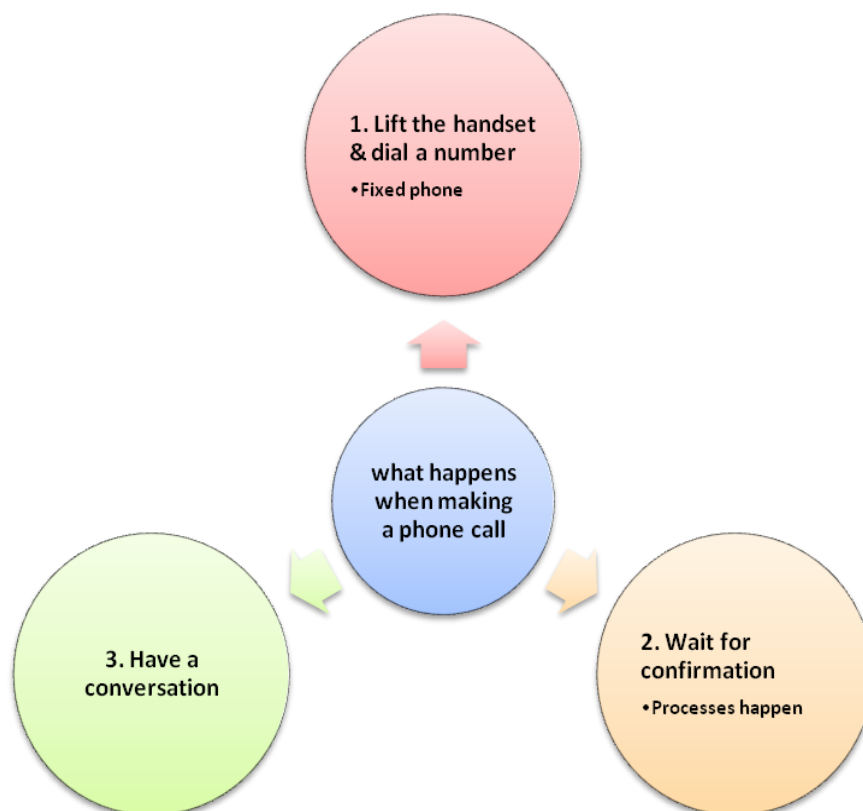 1. Lift the handset
& dial a number
•Fixed phone
what happens
when making
a phone call
2. Wait for
confirmation
•Processes happen
3. Have a
conversation